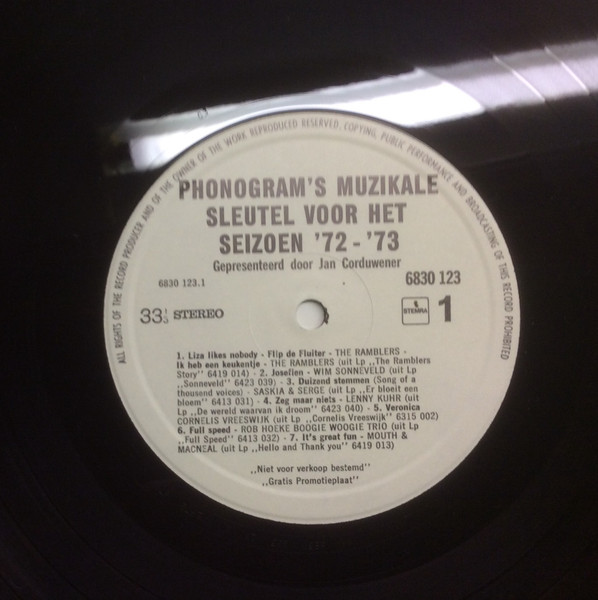 ALL RIGHTS OF THE RECORD PRODUCER AND OF THE OWNER OF THE WORK REPRODUCED RESERVED, COPYING, PUBLIC PERFORMANCE AND BROADCASTING OF THIS RECORD PROHIBITED
PHONOGRAM'S MUZIKALE
SLEUTEL VOOR HET
SEIZOEN '72 - '73
Gepresenteerd door Jan Corduwener
6830 123.1
6830 123
33⅓ STEREO
STEMRA
1
1. Liza likes nobody - Flip de Fluiter - THE RAMBLERS -
Ik heb een keukentje - THE RAMBLERS (uit Lp ,,The Ramblers
Story'' 6419 014) - 2. Josefien - WIM SONNEVELD (uit Lp
,,Sonneveld'' 6423 039) - 3. Duizend stemmen (Song of a
thousend voices) - SASKIA & SERGE (uit Lp ,,Er bloeit een
bloem'' 6413 031) - 4. Zeg maar niets - LENNY KUHR (uit Lp
,,De wereld waarvan ik droom'' 6423 040) - 5. Veronica
CORNELIS VREESWIJK (uit Lp ,,Cornelis Vreeswijk'' 6315 002)
6. Full speed - ROB HOEKE BOOGIE WOOGIE TRIO (uit Lp
,,Full Speed'' 6413 032) - 7. It's great fun - MOUTH &
MACNEAL (uit Lp ,,Hello and Thank you'' 6419 013)
,,Niet voor verkoop bestemd''
,,Gratis Promotieplaat''